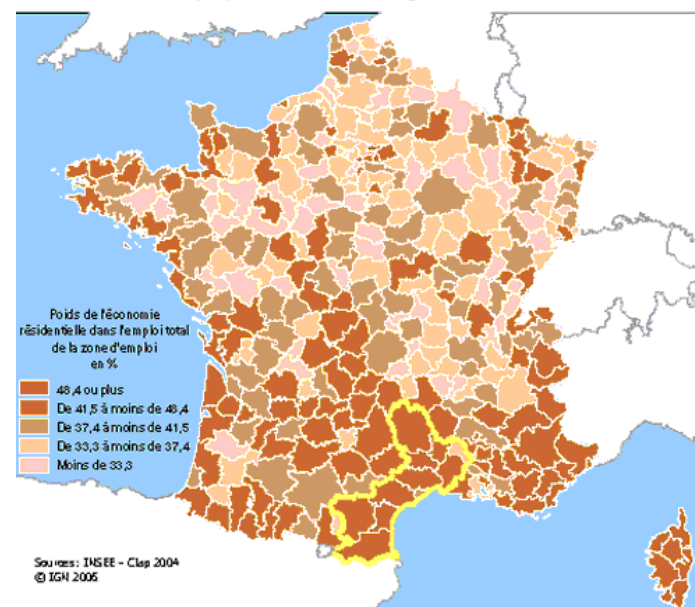 Poids de l'économie
résidentielle dans l'emploi total
de la zone d'emploi
en %
48,4 ou plus
De 41,5 à moins de 48,4
De 37,4 à moins de 41,5
De 33,3 à moins de 37,4
Moins de 33,3
Sources : INSEE - Clap 2004
© IGN 2006